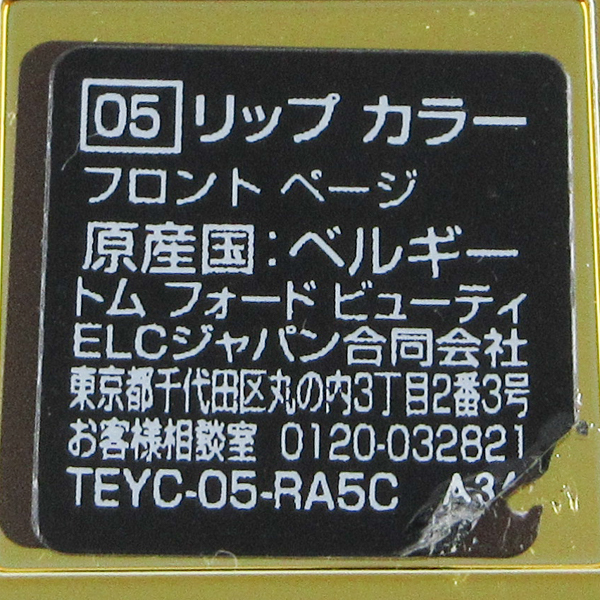 05 リップ カラー
フロント ページ
原産国：ベルギー
トム フォード ビューティ
ELCジャパン合同会社
東京都千代田区丸の内3丁目2番3号
お客様相談室 0120-032821
TEYC-05-RA5C